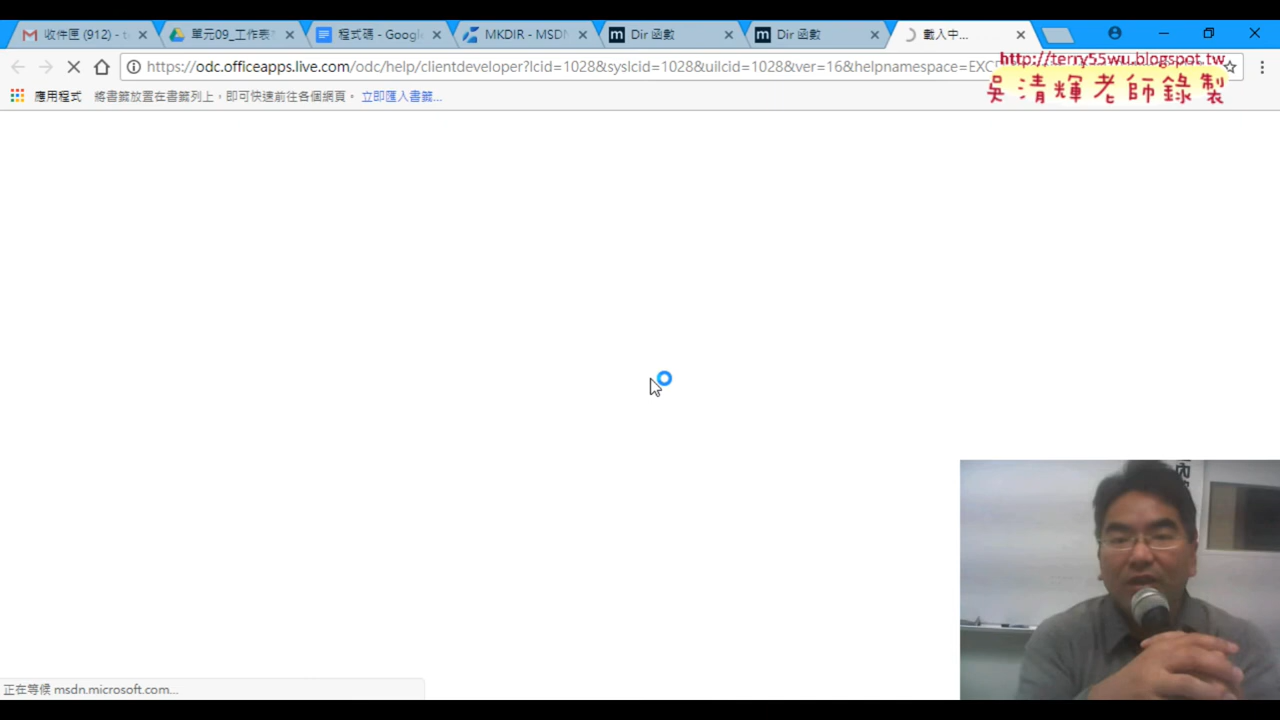 收件匣 (912) - t
單元09_工作表
程式碼 - Google
MKDIR - MSDN
Dir 函數
Dir 函數
載入中...
https://odc.officeapps.live.com/odc/help/clientdeveloper?lcid=1028&syslcid=1028&uilcid=1028&ver=16&helpnamespace=EXC
http://terry55wu.blogspot.tw
吳清輝老師錄製
應用程式
將書籤放置在書籤列上，即可快速前往各個網頁。
立即匯入書籤...
正在等候 msdn.microsoft.com...